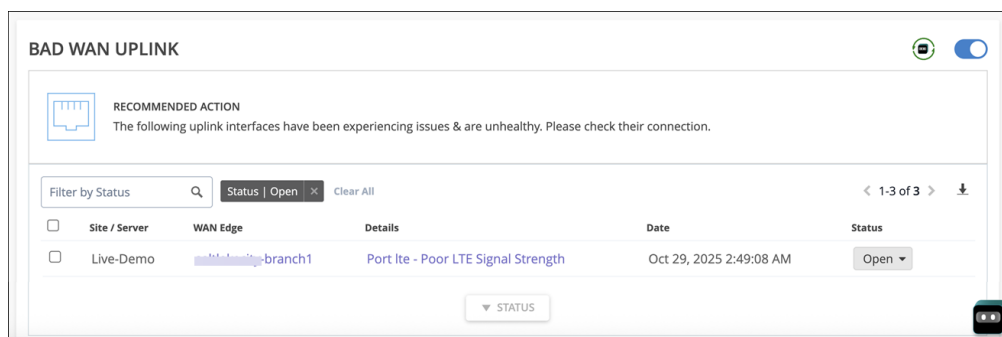 BAD WAN UPLINK
RECOMMENDED ACTION
The following uplink interfaces have been experiencing issues & are unhealthy. Please check their connection.
Filter by Status Status | Open × Clear All < 1-3 of 3 >
Site / Server WAN Edge Details Date Status
Live-Demo -branch1 Port lte - Poor LTE Signal Strength Oct 29, 2025 2:49:08 AM Open
STATUS